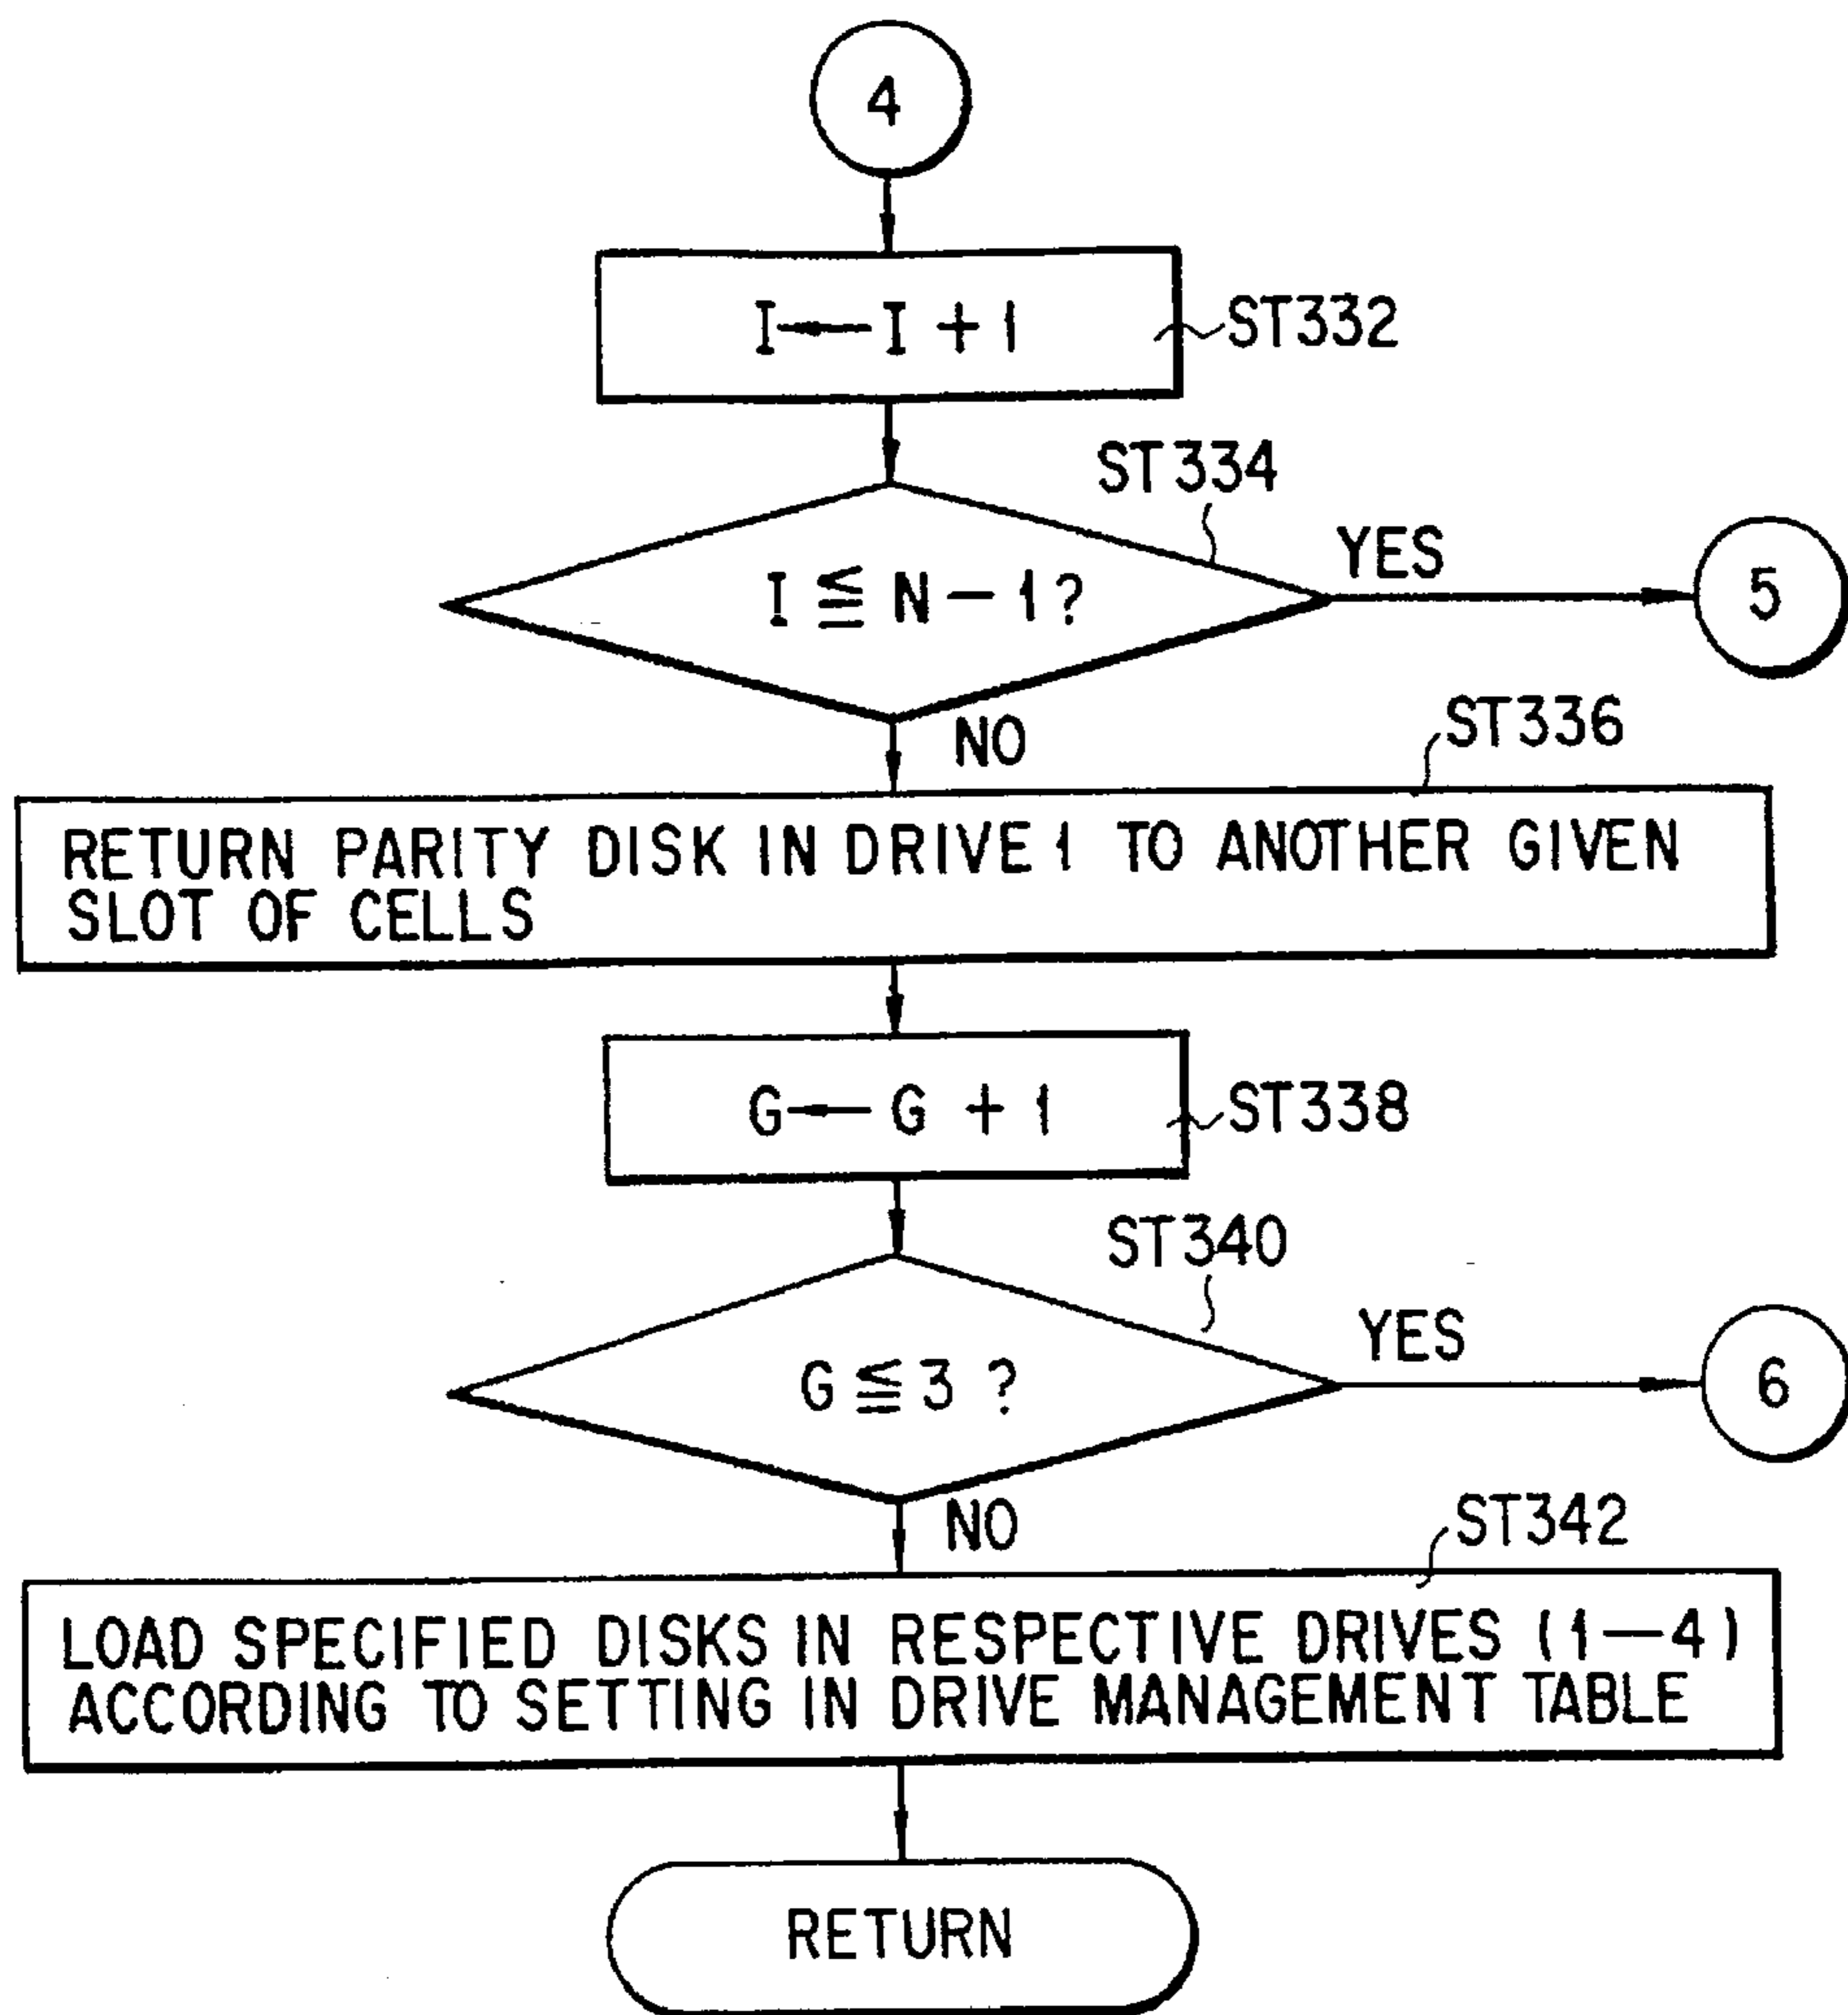 4
I ← I + 1
ST332
ST334
I ≦ N − 1?
YES
5
NO
ST336
RETURN PARITY DISK IN DRIVE 1 TO ANOTHER GIVEN
SLOT OF CELLS
G ← G + 1
ST338
ST340
G ≦ 3 ?
YES
6
NO
ST342
LOAD SPECIFIED DISKS IN RESPECTIVE DRIVES (1—4)
ACCORDING TO SETTING IN DRIVE MANAGEMENT TABLE
RETURN